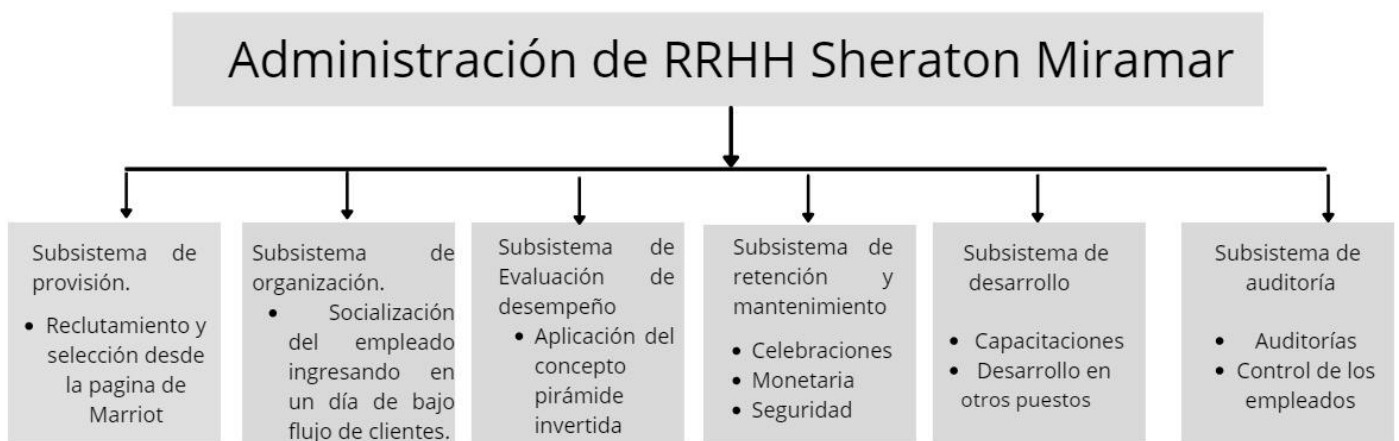 Administración de RRHH Sheraton Miramar
Subsistema de
provisión.
• Reclutamiento y
selección desde
la pagina de
Marriot
Subsistema de
organización.
• Socialización
del empleado
ingresando en
un día de bajo
flujo de clientes.
Subsistema de
Evaluación de
desempeño
• Aplicación del
concepto
pirámide
invertida
Subsistema de
retención y
mantenimiento
• Celebraciones
• Monetaria
• Seguridad
Subsistema de
desarrollo
• Capacitaciones
• Desarrollo en
otros puestos
Subsistema de
auditoría
• Auditorías
• Control de los
empleados